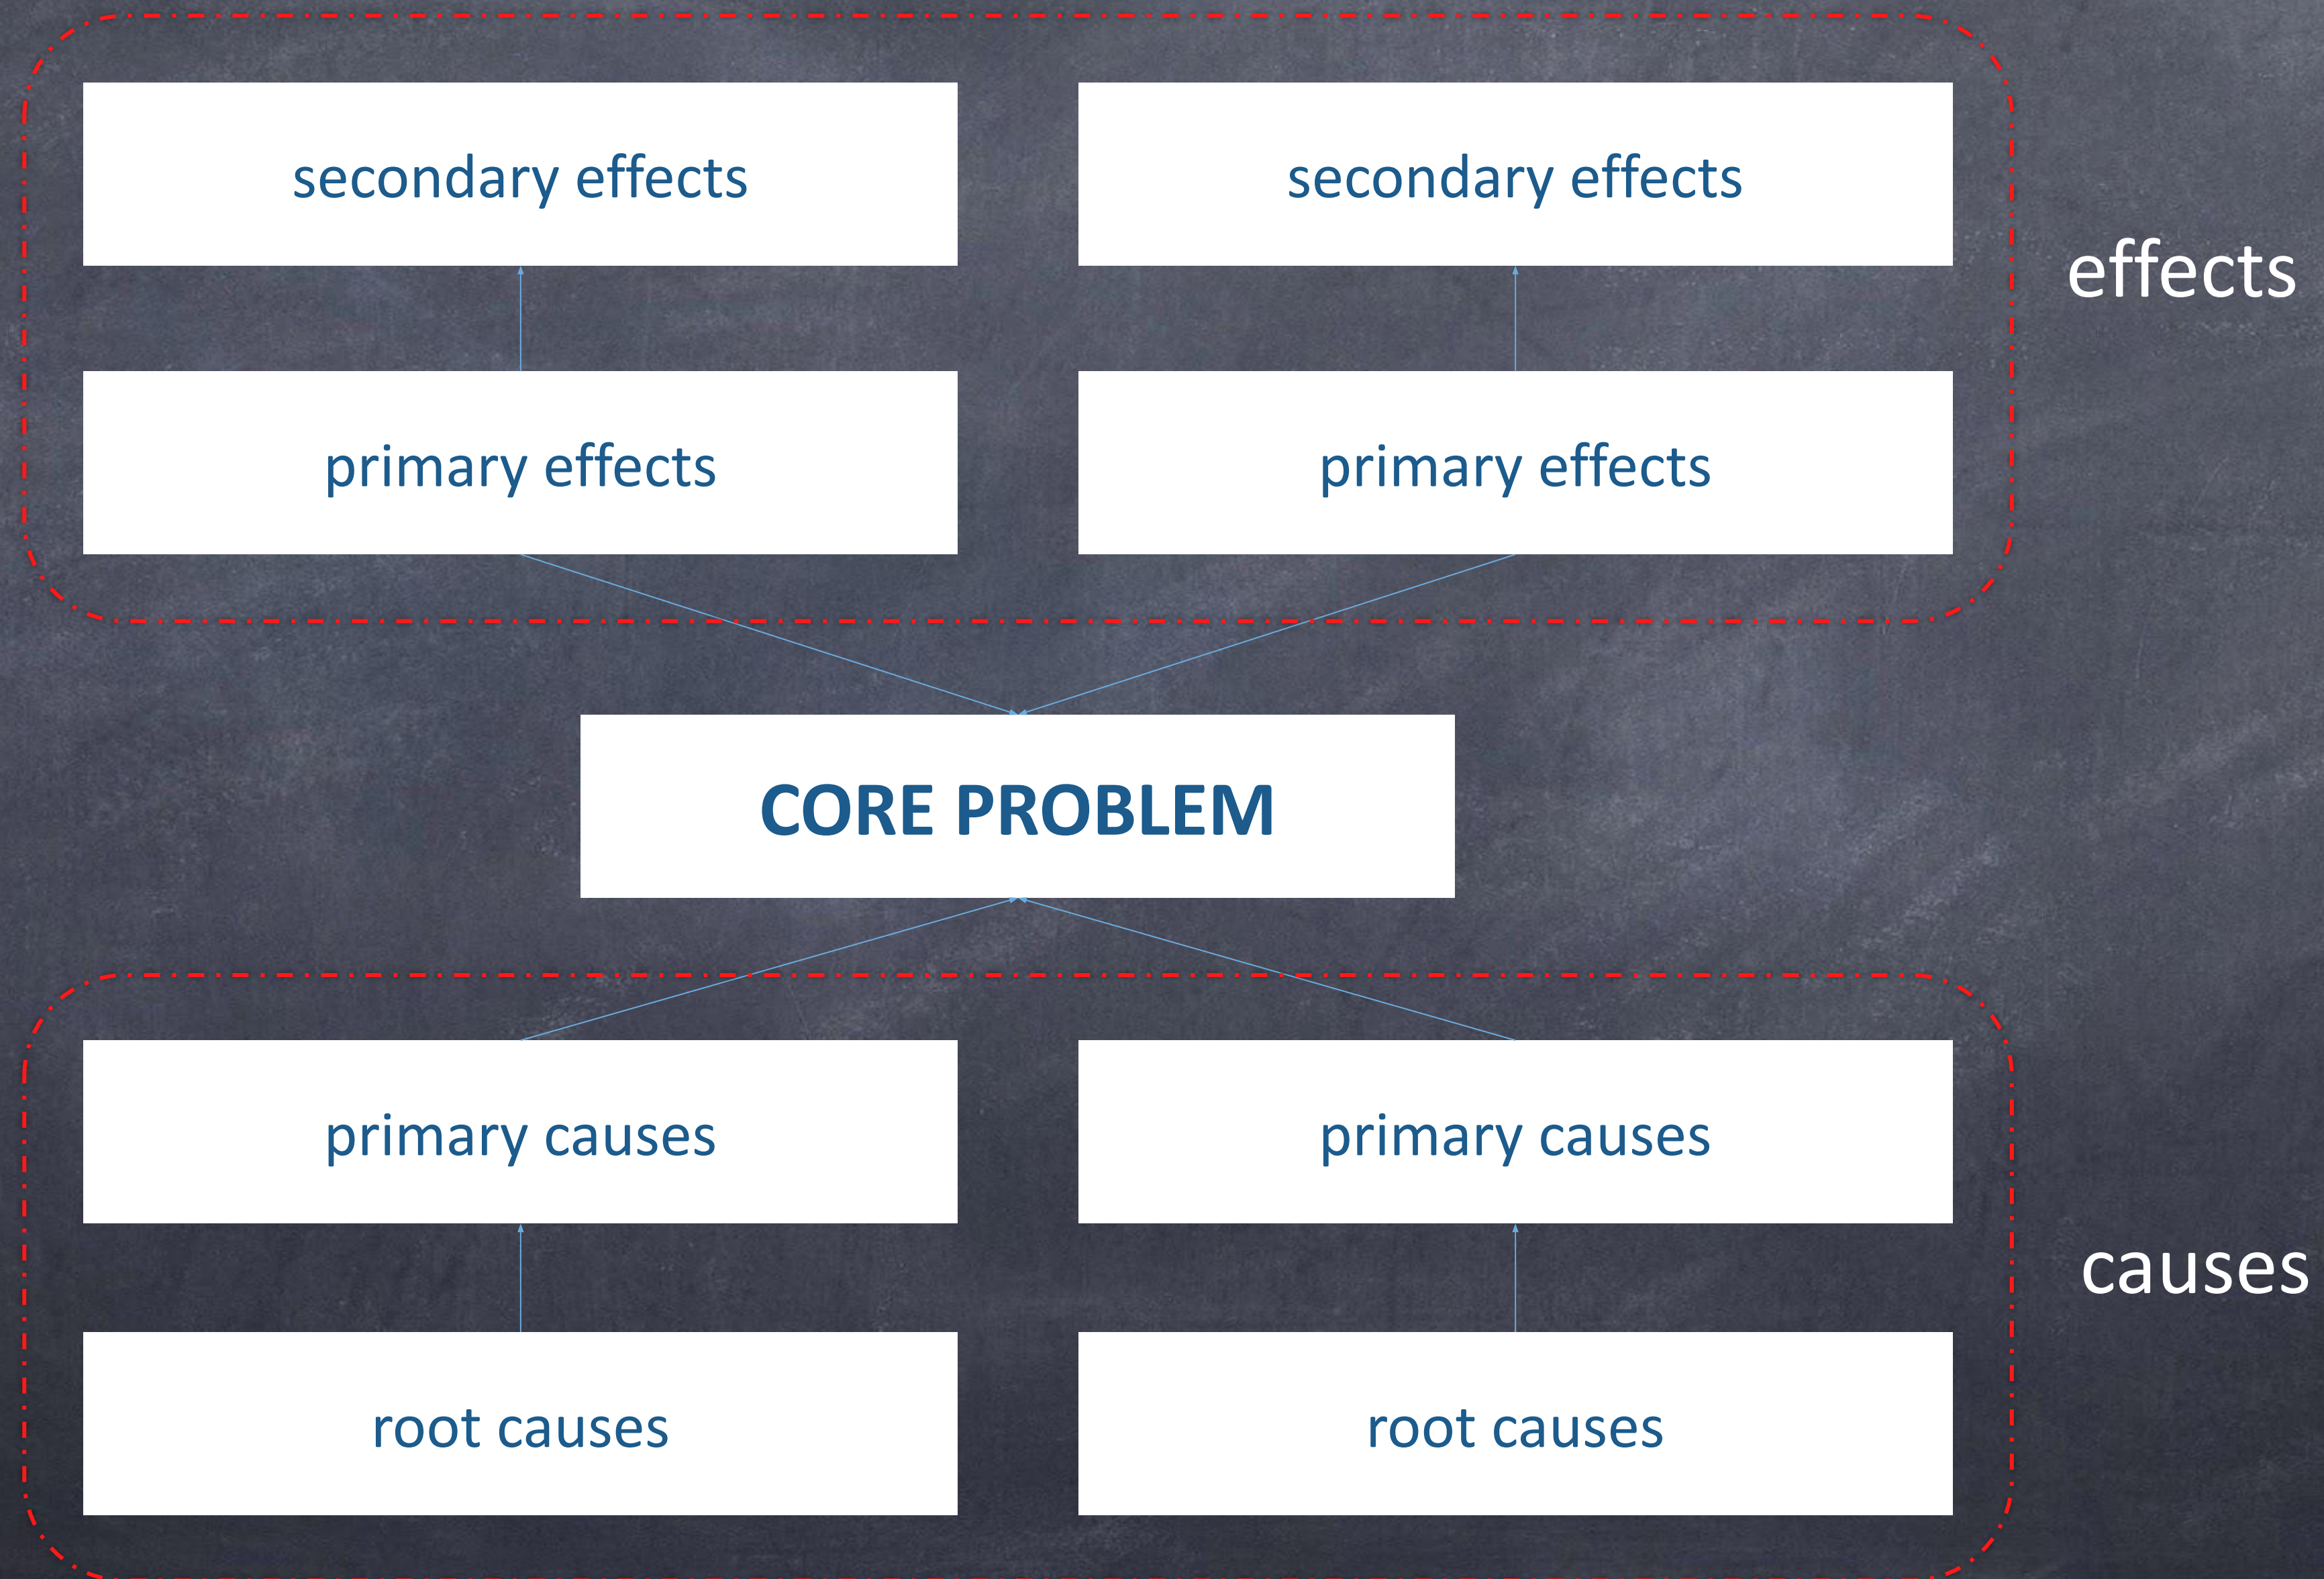 secondary effects
secondary effects
effects
primary effects
primary effects
CORE PROBLEM
primary causes
primary causes
causes
root causes
root causes